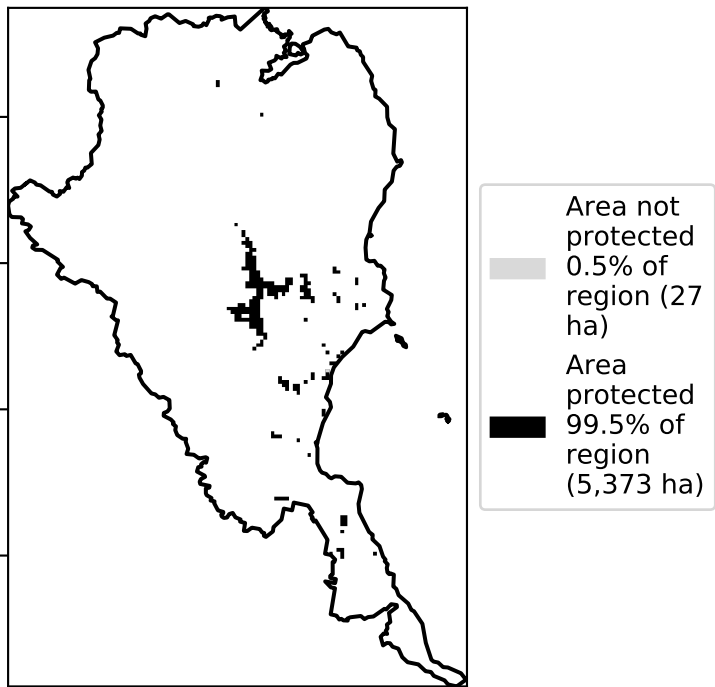 Area not
protected
0.5% of
region (27
ha)
Area
protected
99.5% of
region
(5,373 ha)